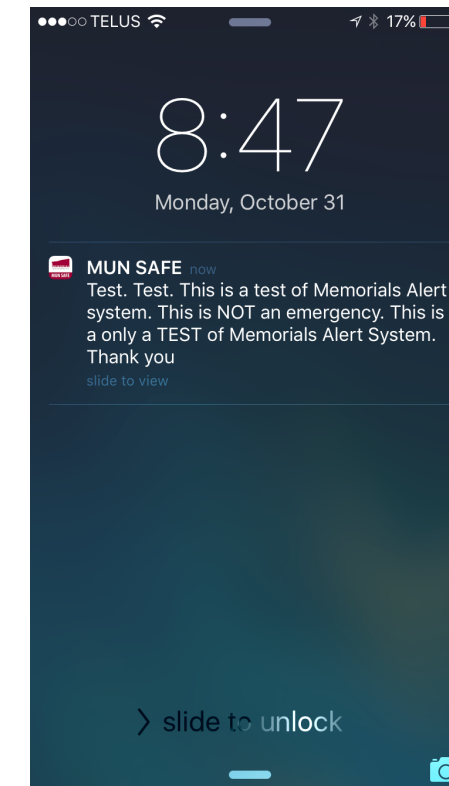 TELUS 17%
8:47
Monday, October 31
MUN SAFE now
Test. Test. This is a test of Memorials Alert
system. This is NOT an emergency. This is
a only a TEST of Memorials Alert System.
Thank you
slide to view
> slide to unlock